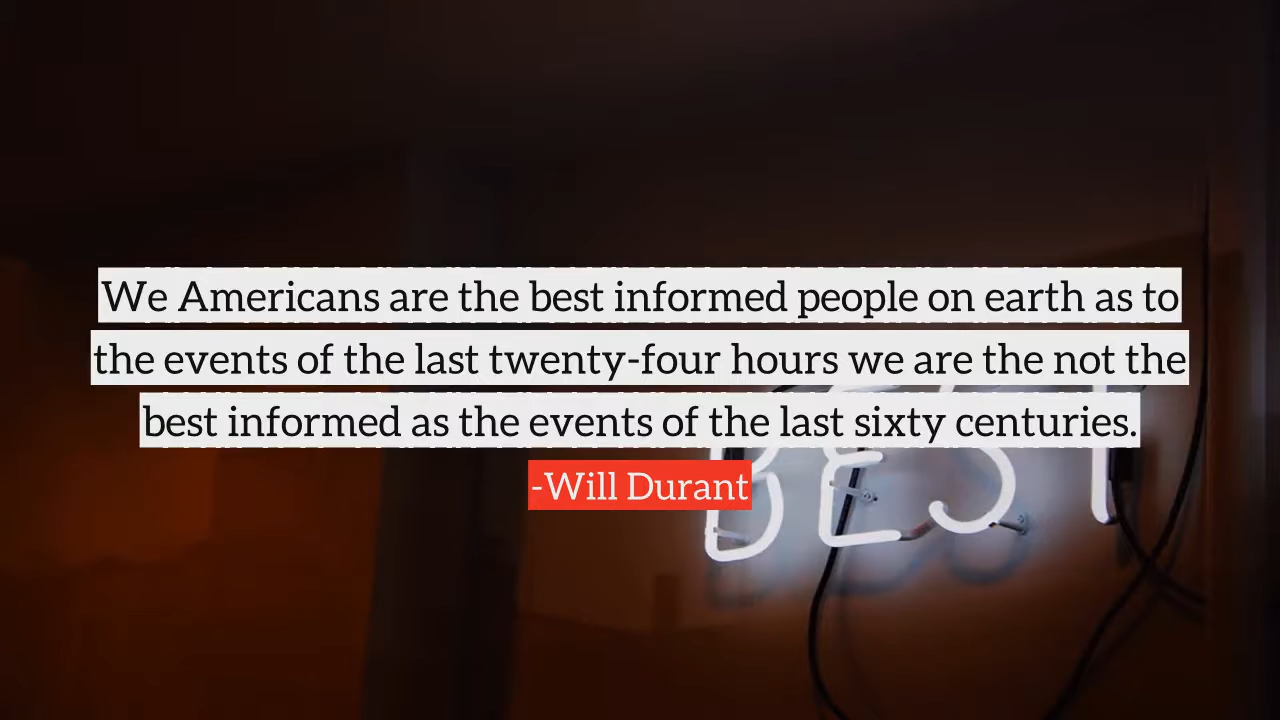 We Americans are the best informed people on earth as to
the events of the last twenty-four hours we are the not the
best informed as the events of the last sixty centuries.
-Will Durant
BEST